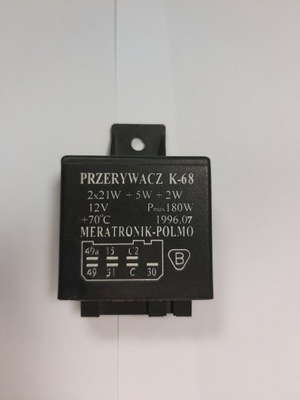 PRZERYWACZ K-68
2x21W + 5W + 2W
12V Pmax 180W
+70°C 1996.07
MERATRONIK-POLMO
49a 15 C2
49 31 C 30
B